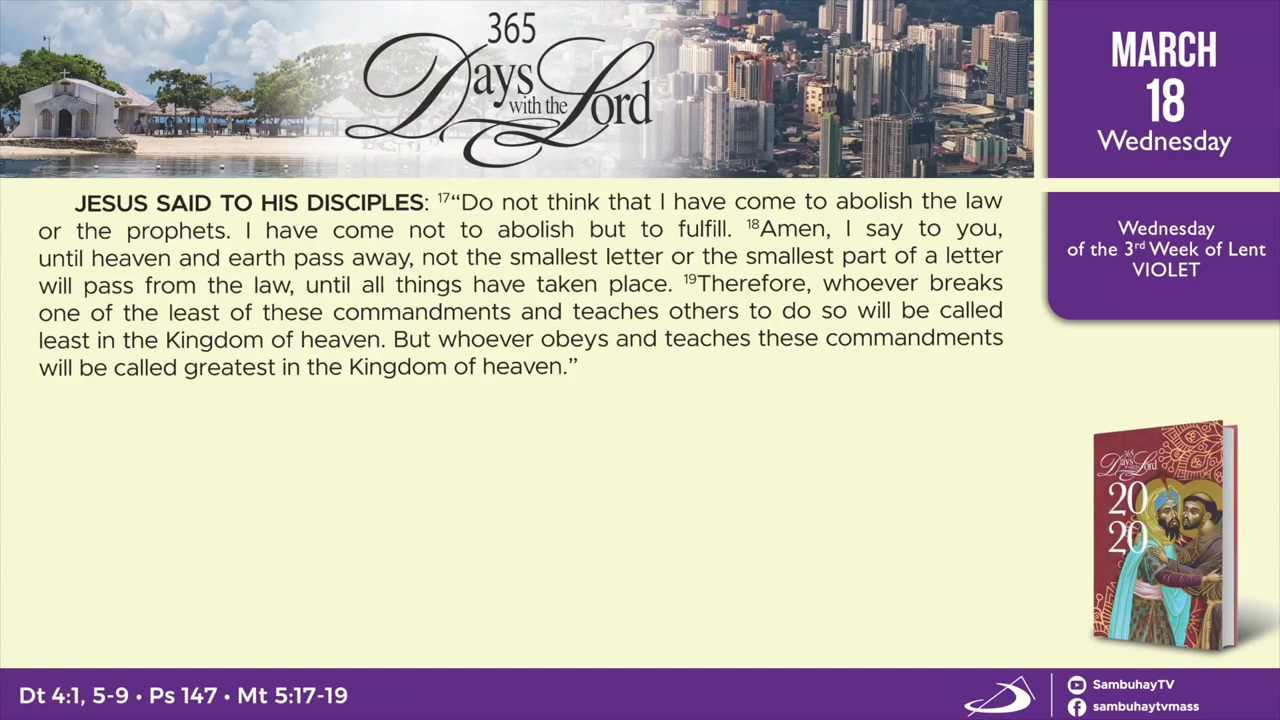 365
Days
with the
Lord
MARCH
18
Wednesday
Wednesday
of the 3rd Week of Lent
VIOLET
JESUS SAID TO HIS DISCIPLES: 17“Do not think that I have come to abolish the law
or the prophets. I have come not to abolish but to fulfill. 18Amen, I say to you,
until heaven and earth pass away, not the smallest letter or the smallest part of a letter
will pass from the law, until all things have taken place. 19Therefore, whoever breaks
one of the least of these commandments and teaches others to do so will be called
least in the Kingdom of heaven. But whoever obeys and teaches these commandments
will be called greatest in the Kingdom of heaven.”
365
Days
with the
Lord
20
20
Dt 4:1, 5-9 • Ps 147 • Mt 5:17-19
SambuhayTV
sambuhaytvmass